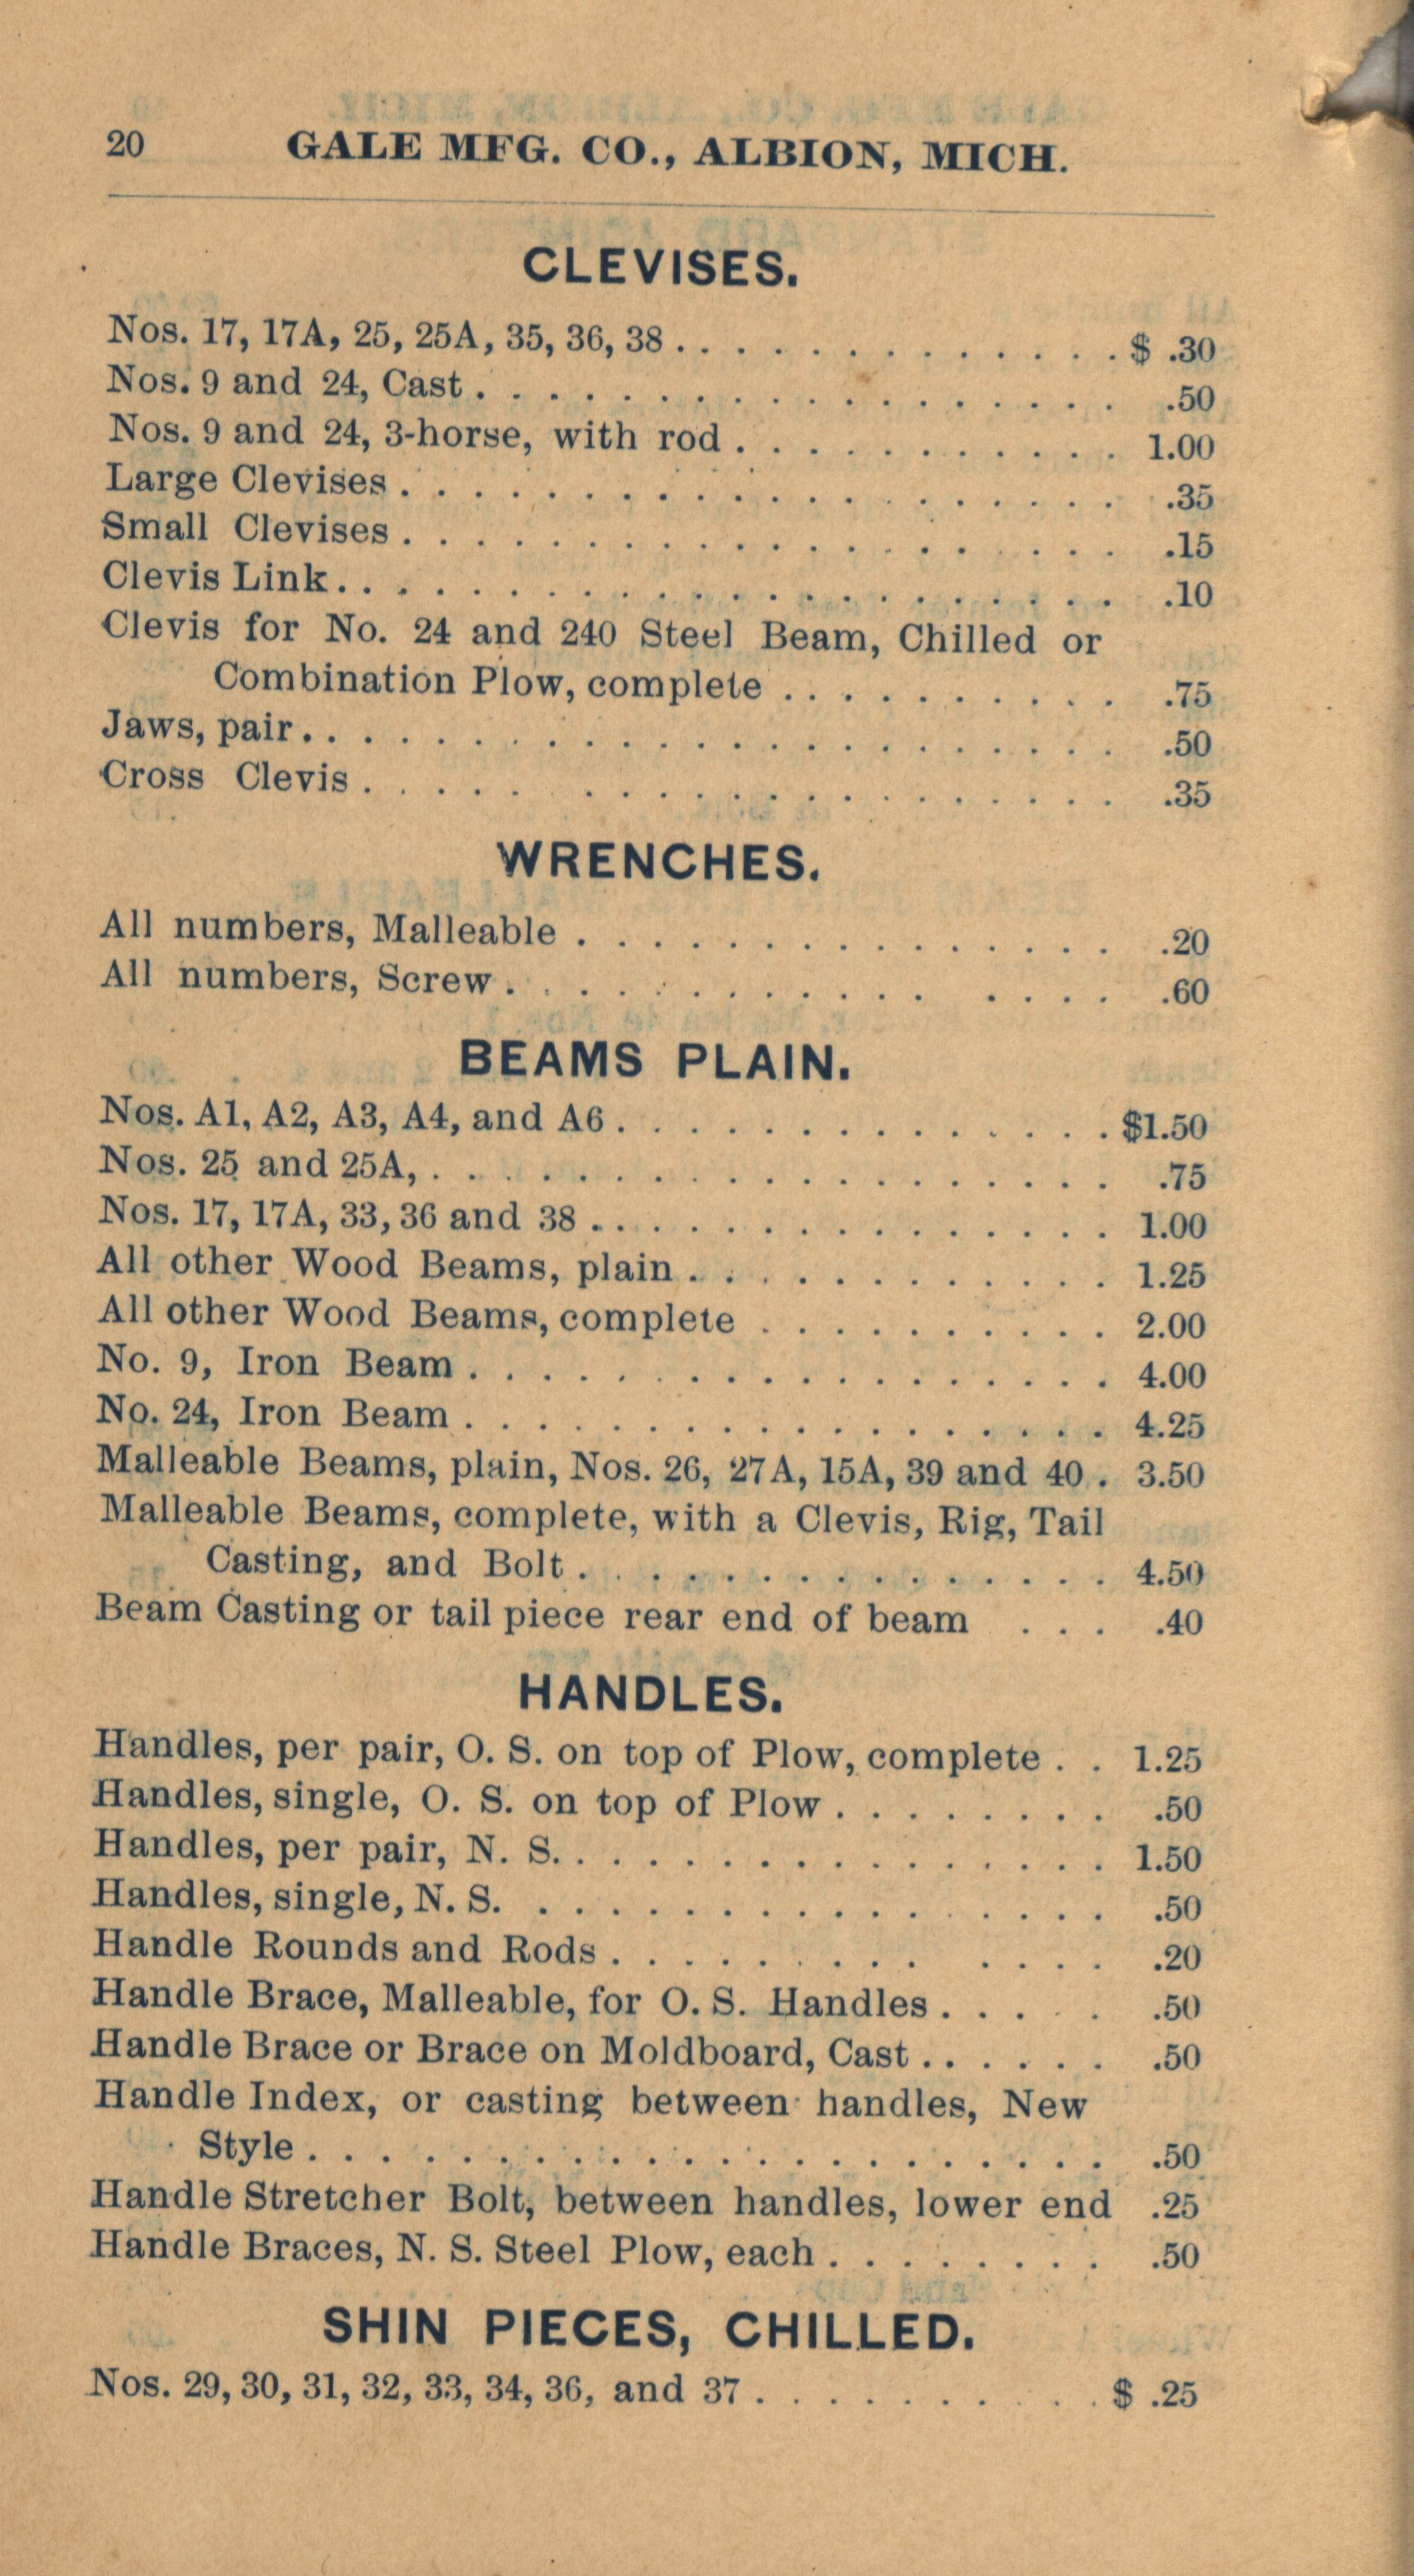 20 GALE MFG. CO., ALBION, MICH.
CLEVISES.
Nos. 17, 17A, 25, 25A, 35, 36, 38 . . . . . . . . . . . . . . $ .30
Nos. 9 and 24, Cast . . . . . . . . . . . . . . . . . . .50
Nos. 9 and 24, 3-horse, with rod . . . . . . . . . . . 1.00
Large Clevises . . . . . . . . . . . . . . . . . . . . .35
Small Clevises . . . . . . . . . . . . . . . . . . . . .15
Clevis Link . . . . . . . . . . . . . . . . . . . . . . .10
Clevis for No. 24 and 240 Steel Beam, Chilled or
Combination Plow, complete . . . . . . . . . . .75
Jaws, pair . . . . . . . . . . . . . . . . . . . . . . . .50
Cross Clevis . . . . . . . . . . . . . . . . . . . . .35
WRENCHES.
All numbers, Malleable . . . . . . . . . . . . . . . .20
All numbers, Screw . . . . . . . . . . . . . . . . .60
BEAMS PLAIN.
Nos. A1, A2, A3, A4, and A6 . . . . . . . . . . . . . . $1.50
Nos. 25 and 25A, . . . . . . . . . . . . . . . . . . . .75
Nos. 17, 17A, 33, 36 and 38 . . . . . . . . . . . . . . . 1.00
All other Wood Beams, plain . . . . . . . . . . . . 1.25
All other Wood Beams, complete . . . . . . . . . . 2.00
No. 9, Iron Beam . . . . . . . . . . . . . . . . . . 4.00
No. 24, Iron Beam . . . . . . . . . . . . . . . . . . 4.25
Malleable Beams, plain, Nos. 26, 27A, 15A, 39 and 40 . 3.50
Malleable Beams, complete, with a Clevis, Rig, Tail
Casting, and Bolt . . . . . . . . . . . . . . . 4.50
Beam Casting or tail piece rear end of beam . . . .40
HANDLES.
Handles, per pair, O. S. on top of Plow, complete . . 1.25
Handles, single, O. S. on top of Plow . . . . . . . . .50
Handles, per pair, N. S. . . . . . . . . . . . . . . . 1.50
Handles, single, N. S. . . . . . . . . . . . . . . . . .50
Handle Rounds and Rods . . . . . . . . . . . . . .20
Handle Brace, Malleable, for O. S. Handles . . . . . .50
Handle Brace or Brace on Moldboard, Cast . . . . . . .50
Handle Index, or casting between handles, New
Style . . . . . . . . . . . . . . . . . . . . . . .50
Handle Stretcher Bolt, between handles, lower end .25
Handle Braces, N. S. Steel Plow, each . . . . . . . . .50
SHIN PIECES, CHILLED.
Nos. 29, 30, 31, 32, 33, 34, 36, and 37 . . . . . . . . . . $ .25